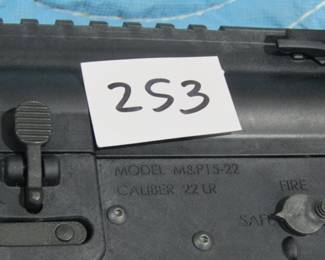 253
MODEL M&P15-22
CALIBER 22 LR
FIRE
SAFE